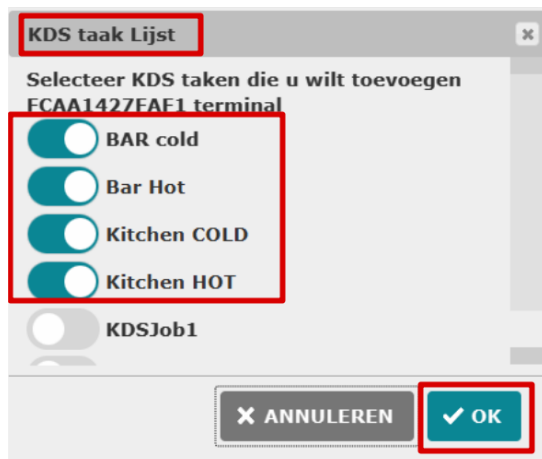 KDS taak Lijst
Selecteer KDS taken die u wilt toevoegen
FCAA1427FAF1 terminal
BAR cold
Bar Hot
Kitchen COLD
Kitchen HOT
KDSJob1
ANNULEREN
OK